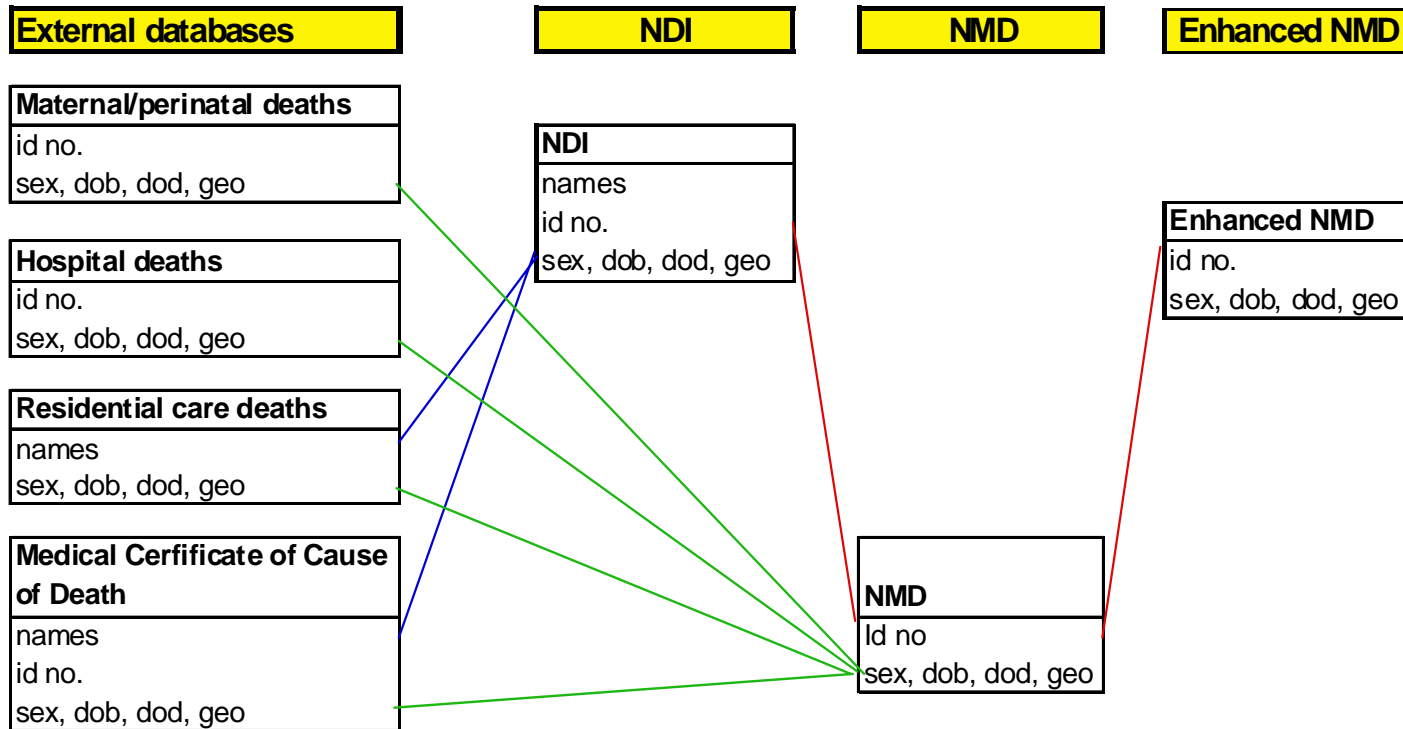 External databases
NDI
NMD
Enhanced NMD
Maternal/perinatal deaths
id no.
sex, dob, dod, geo
Hospital deaths
id no.
sex, dob, dod, geo
Residential care deaths
names
sex, dob, dod, geo
Medical Cerfificate of Cause
of Death
names
id no.
sex, dob, dod, geo
NDI
names
id no.
sex, dob, dod, geo
NMD
Id no
sex, dob, dod, geo
Enhanced NMD
id no.
sex, dob, dod, geo